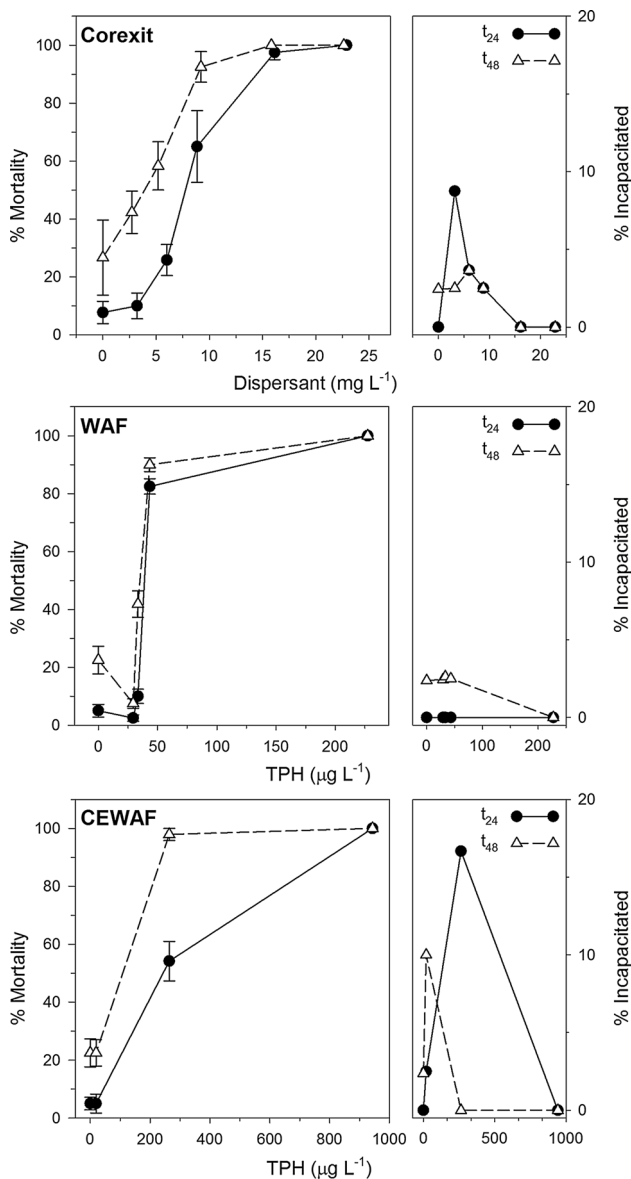 Corexit
t24
t48
% Mortality
% Incapacitated
100
80
60
40
20
0
20
10
0
0 5 10 15 20 25
0 10 20
Dispersant (mg L-1)
WAF
t24
t48
% Mortality
% Incapacitated
100
80
60
40
20
0
20
10
0
0 50 100 150 200
0 100 200
TPH (µg L-1)
CEWAF
t24
t48
% Mortality
% Incapacitated
100
80
60
40
20
0
20
10
0
0 200 400 600 800 1000
0 500 1000
TPH (µg L-1)